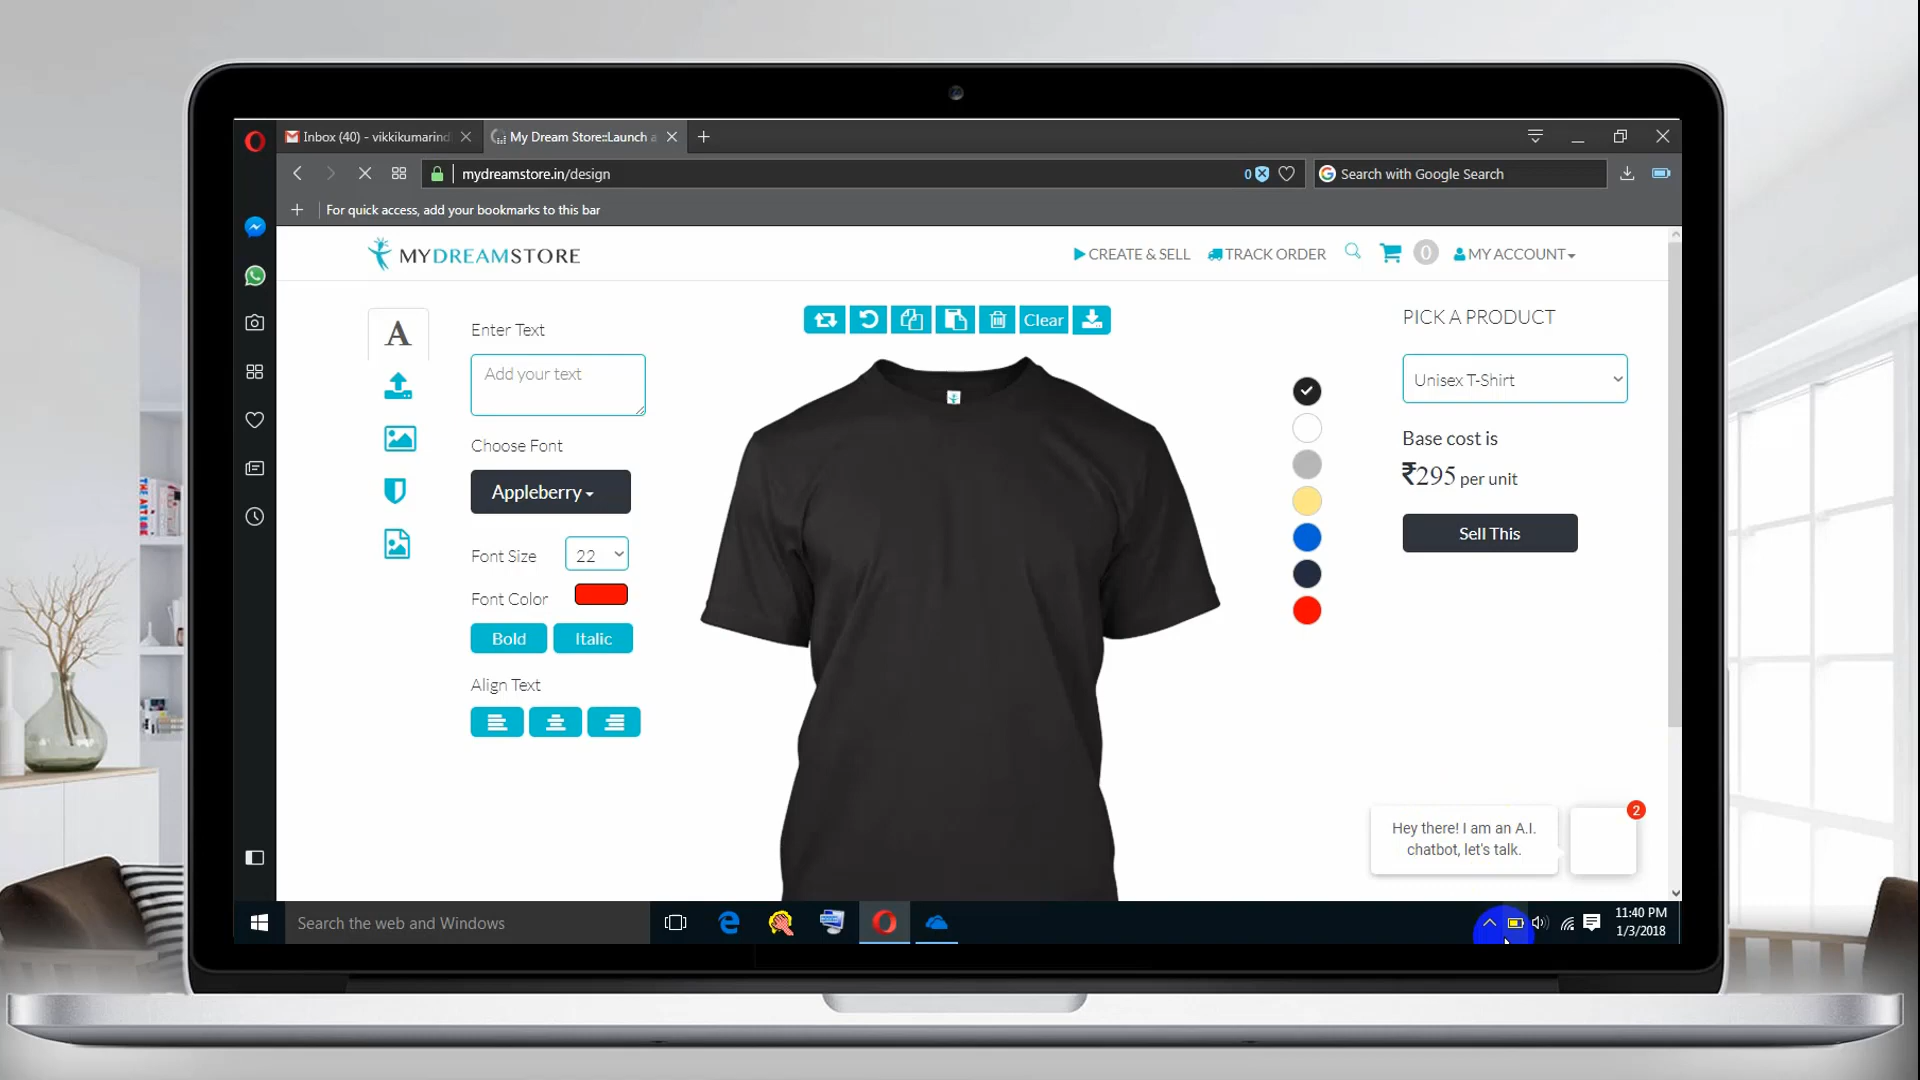 Inbox (40) - vikkikumarind
My Dream Store::Launch a
mydreamstore.in/design
0
Search with Google Search
For quick access, add your bookmarks to this bar
MYDREAMSTORE
CREATE & SELL
TRACK ORDER
0
MY ACCOUNT
A
Enter Text
Add your text
Choose Font
Appleberry
Font Size
22
Font Color
Bold
Italic
Align Text
Clear
PICK A PRODUCT
Unisex T-Shirt
Base cost is
₹295 per unit
Sell This
2
Hey there! I am an A.I.
chatbot, let's talk.
Search the web and Windows
11:40 PM
1/3/2018